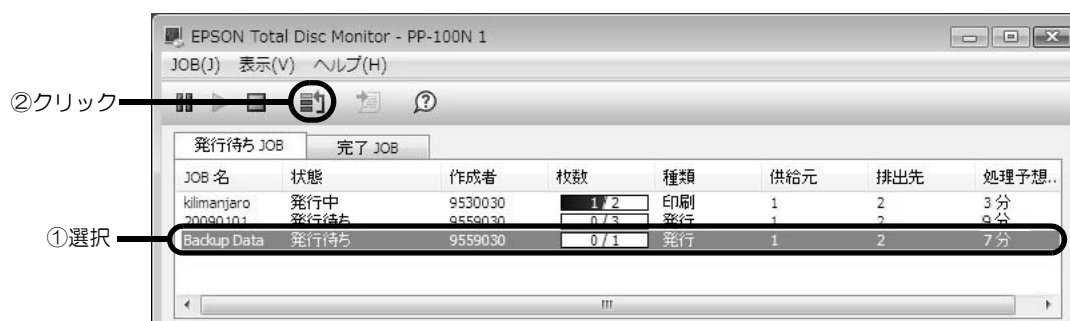 EPSON Total Disc Monitor - PP-100N 1
JOB(J) 表示(V) ヘルプ(H)
②クリック
発行待ち JOB 完了 JOB
JOB 名 状態 作成者 枚数 種類 供給元 排出先 処理予想..
kilimanjaro 発行中 9530030 1 / 2 印刷 1 2 3 分
20090101 発行待ち 9559030 0 / 3 発行 1 2 9 分
①選択 Backup Data 発行待ち 9559030 0 / 1 発行 1 2 7 分